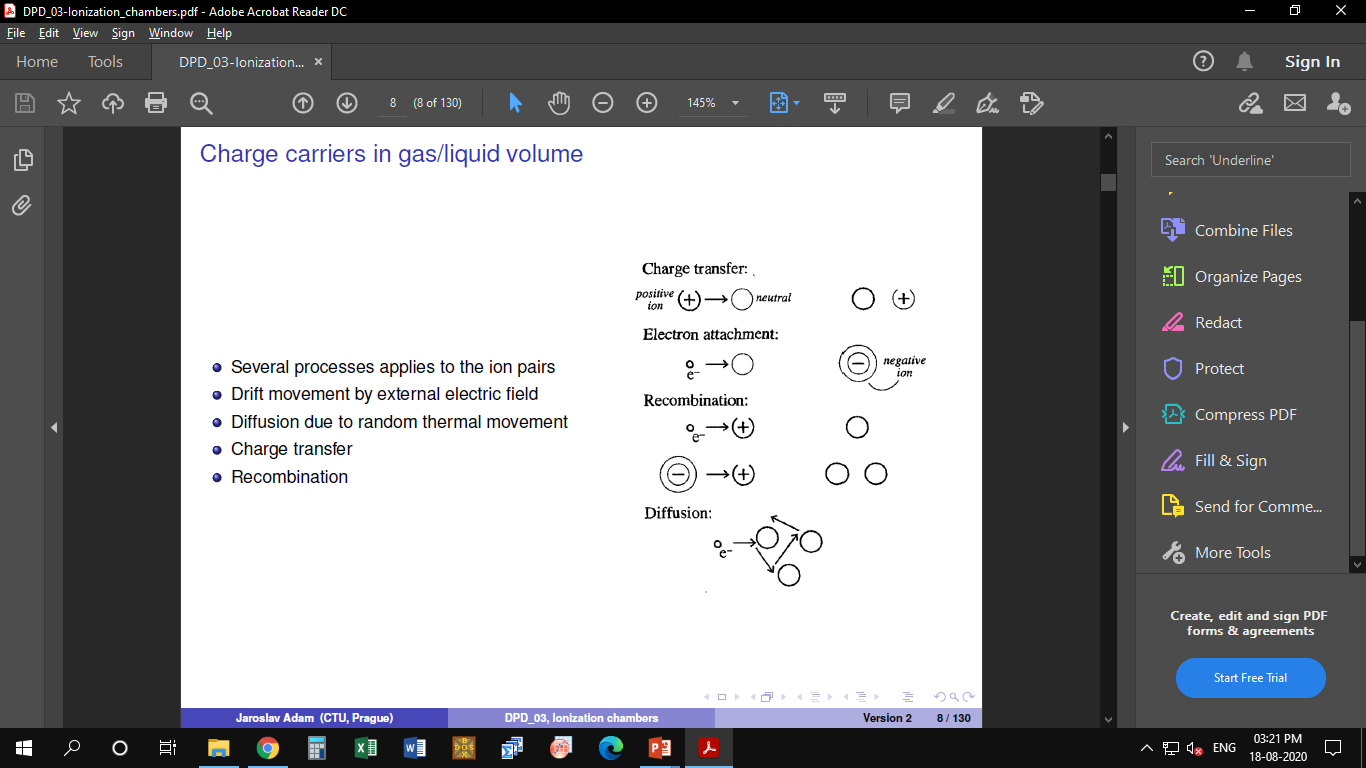 DPD_03-Ionization_chambers.pdf - Adobe Acrobat Reader DC
File Edit View Sign Window Help
Home Tools DPD_03-Ionization... × Sign In
8 (8 of 130) 145%
Charge carriers in gas/liquid volume
Several processes applies to the ion pairs
Drift movement by external electric field
Diffusion due to random thermal movement
Charge transfer
Recombination
Charge transfer:
positive
ion
(+)
neutral
(+)
Electron attachment:
e-
−
negative
ion
Recombination:
e-
(+)
−
(+)
Diffusion:
e-
Jaroslav Adam (CTU, Prague) DPD_03, Ionization chambers Version 2 8 / 130
Search 'Underline'
Combine Files
Organize Pages
Redact
Protect
Compress PDF
Fill & Sign
Send for Comme...
More Tools
Create, edit and sign PDF
forms & agreements
Start Free Trial
ENG
03:21 PM
18-08-2020